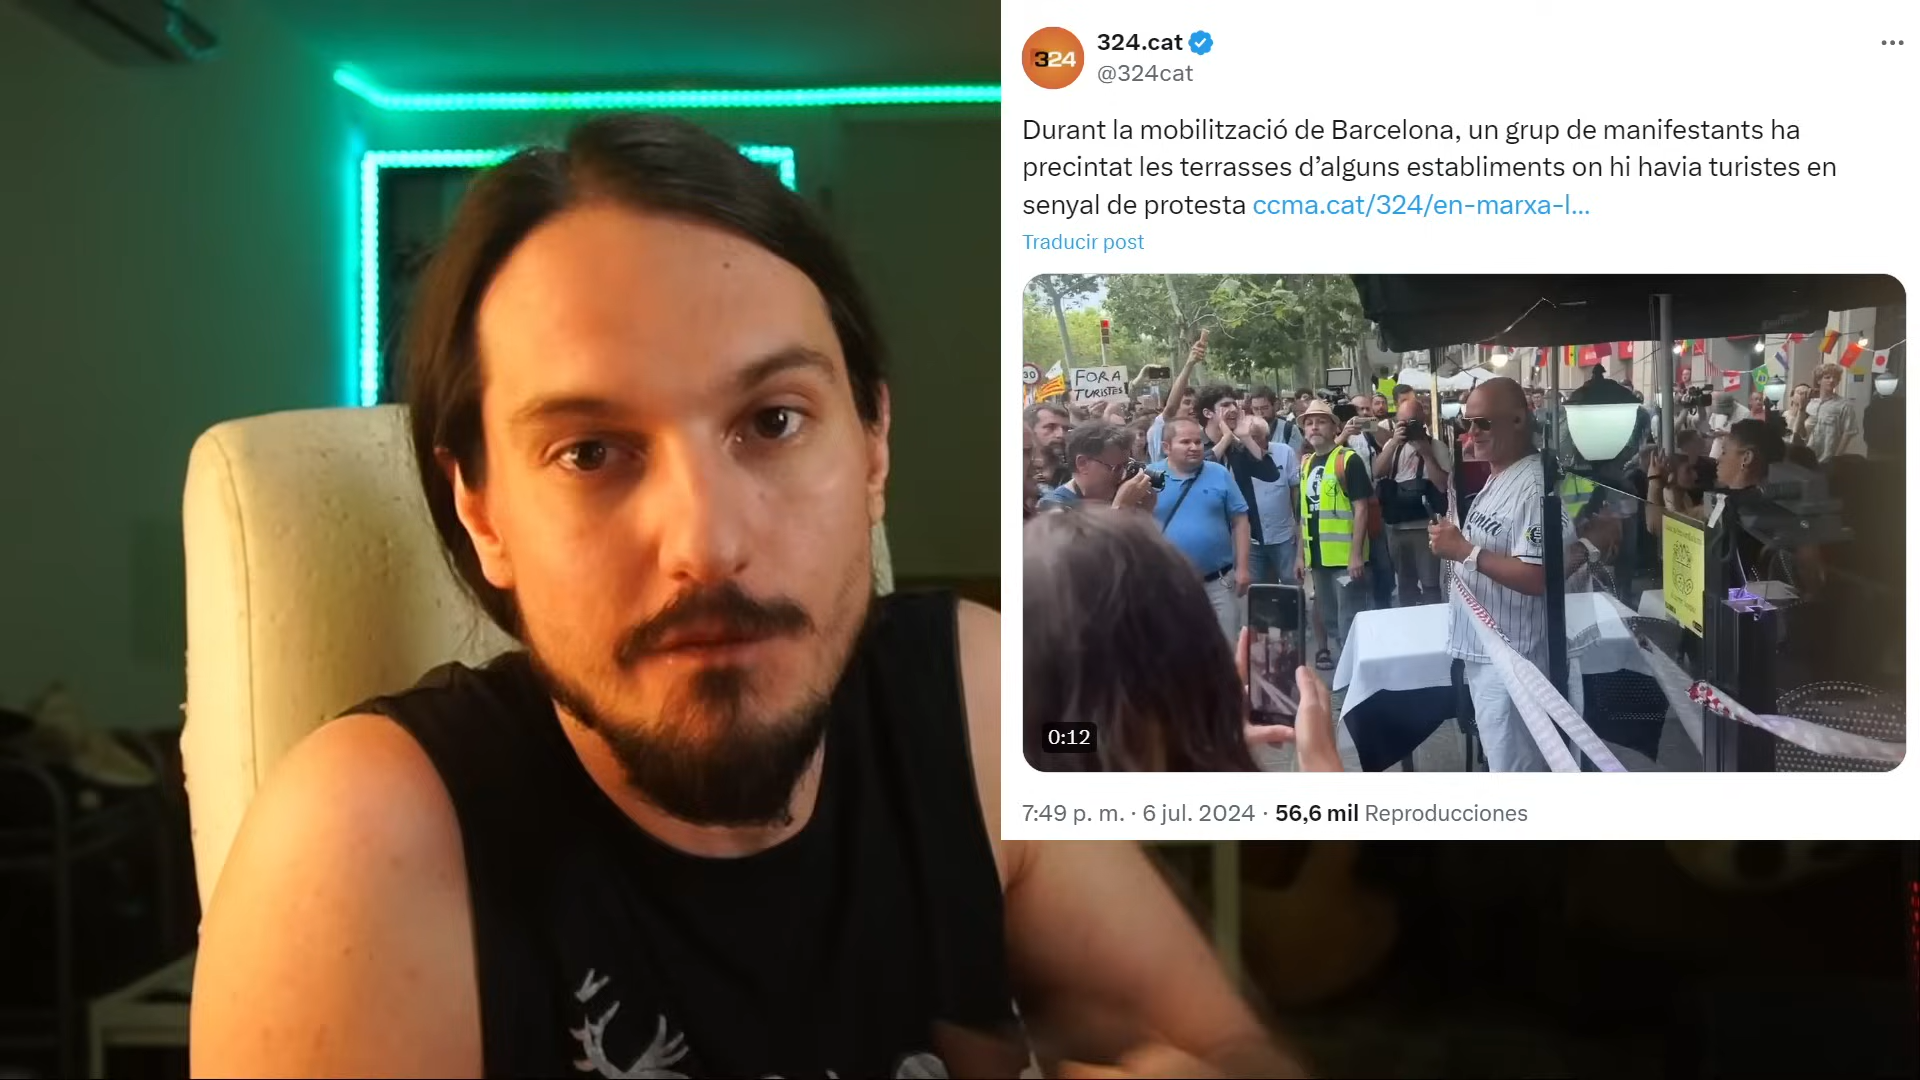 324
324.cat
@324cat
Durant la mobilització de Barcelona, un grup de manifestants ha
precintat les terrasses d’alguns establiments on hi havia turistes en
senyal de protesta ccma.cat/324/en-marxa-l...
Traducir post
30
FORA
TURISTES
0:12
7:49 p. m. · 6 jul. 2024 · 56,6 mil Reproducciones